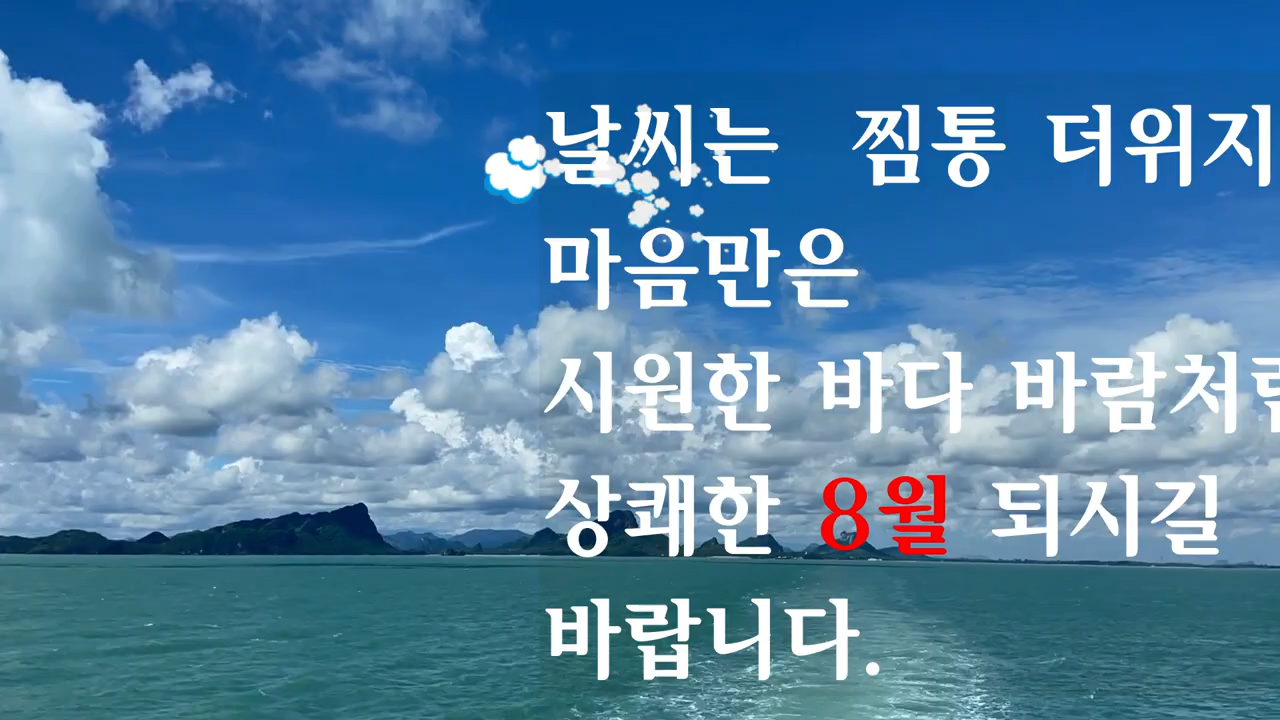 날씨는 찜통 더위지
마음만은
시원한 바다 바람처럼
상쾌한 8월 되시길
바랍니다.